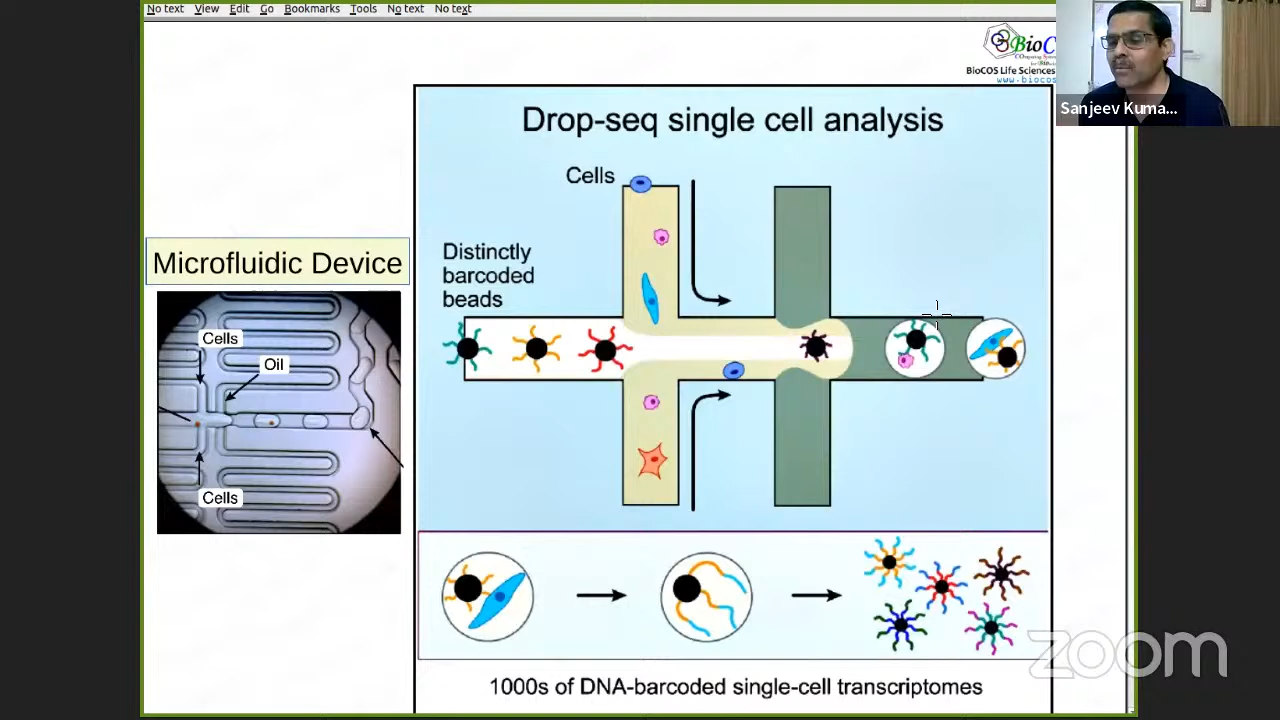 No text View Edit Go Bookmarks Tools No text No text
BioC
BioCOS Life Sciences
www.biocos
Sanjeev Kuma...
Drop-seq single cell analysis
Cells
Distinctly
barcoded
beads
Microfluidic Device
Cells
Oil
Cells
1000s of DNA-barcoded single-cell transcriptomes
zoom